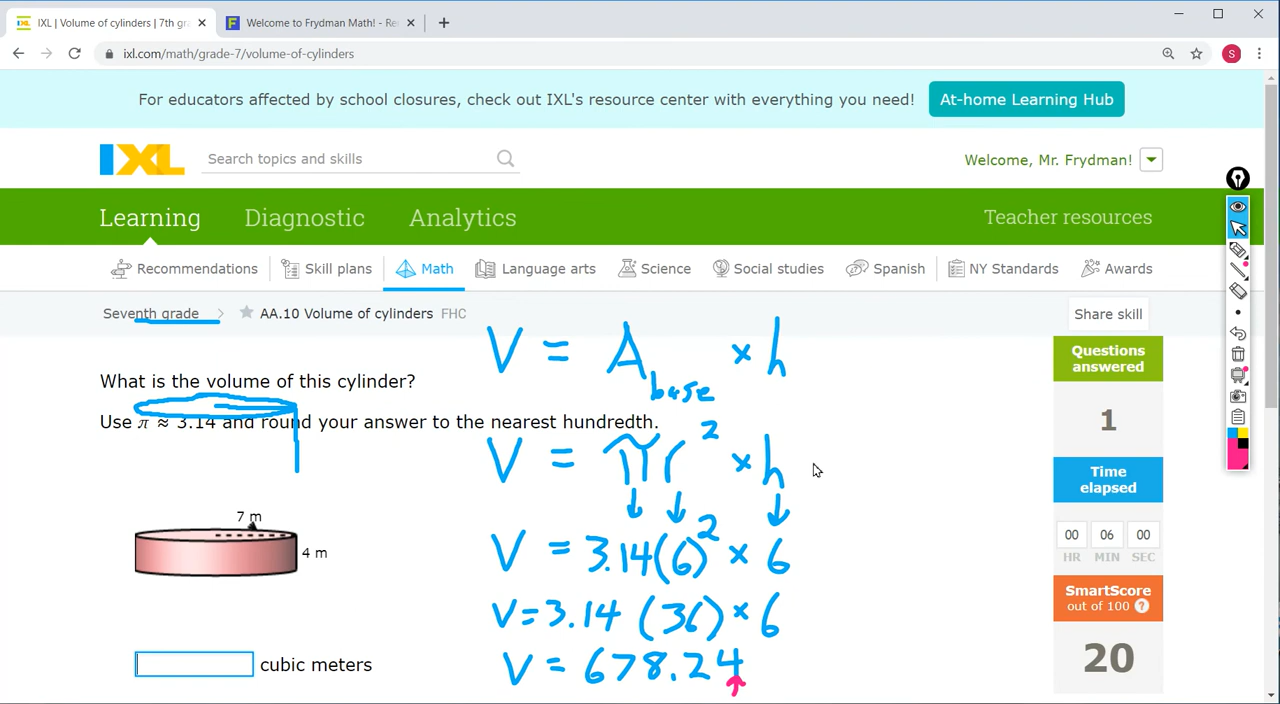 IXL | Volume of cylinders | 7th gr
Welcome to Frydman Math! - Re
ixl.com/math/grade-7/volume-of-cylinders
S
For educators affected by school closures, check out IXL's resource center with everything you need!
At-home Learning Hub
IXL
Search topics and skills
Welcome, Mr. Frydman!
Learning
Diagnostic
Analytics
Teacher resources
Recommendations
Skill plans
Math
Language arts
Science
Social studies
Spanish
NY Standards
Awards
Seventh grade > AA.10 Volume of cylinders FHC
Share skill
What is the volume of this cylinder?
Use π ≈ 3.14 and round your answer to the nearest hundredth.
7 m
4 m
cubic meters
V = A base × h
V = πr² × h
V = 3.14(6)² × 6
V = 3.14 (36) × 6
V = 678.24
Questions answered
1
Time elapsed
00 06 00
HR MIN SEC
SmartScore
out of 100 ?
20